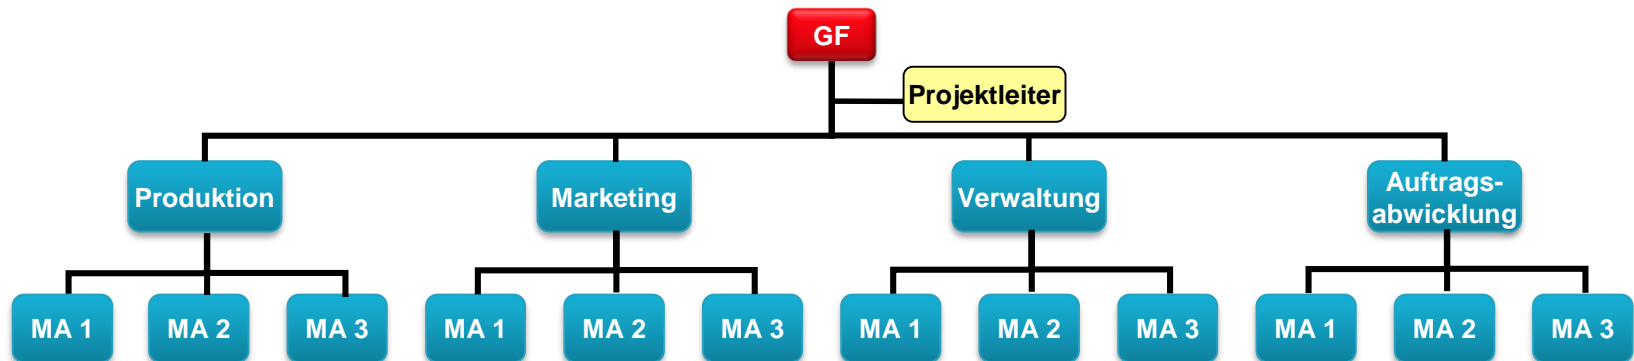 GF
Projektleiter
Produktion
Marketing
Verwaltung
Auftrags-
abwicklung
MA 1
MA 2
MA 3
MA 1
MA 2
MA 3
MA 1
MA 2
MA 3
MA 1
MA 2
MA 3